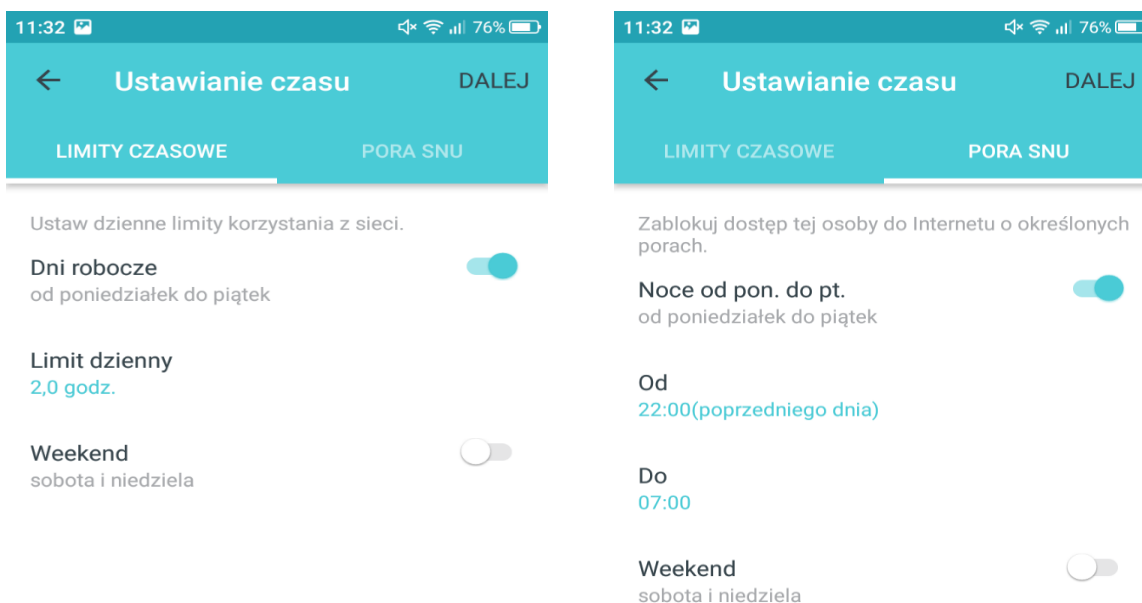 11:32
76%
Ustawianie czasu
DALEJ
LIMITY CZASOWE
PORA SNU
Ustaw dzienne limity korzystania z sieci.
Dni robocze
od poniedziałek do piątek
Limit dzienny
2,0 godz.
Weekend
sobota i niedziela
11:32
76%
Ustawianie czasu
DALEJ
LIMITY CZASOWE
PORA SNU
Zablokuj dostęp tej osoby do Internetu o określonych
porach.
Noce od pon. do pt.
od poniedziałek do piątek
Od
22:00(poprzedniego dnia)
Do
07:00
Weekend
sobota i niedziela